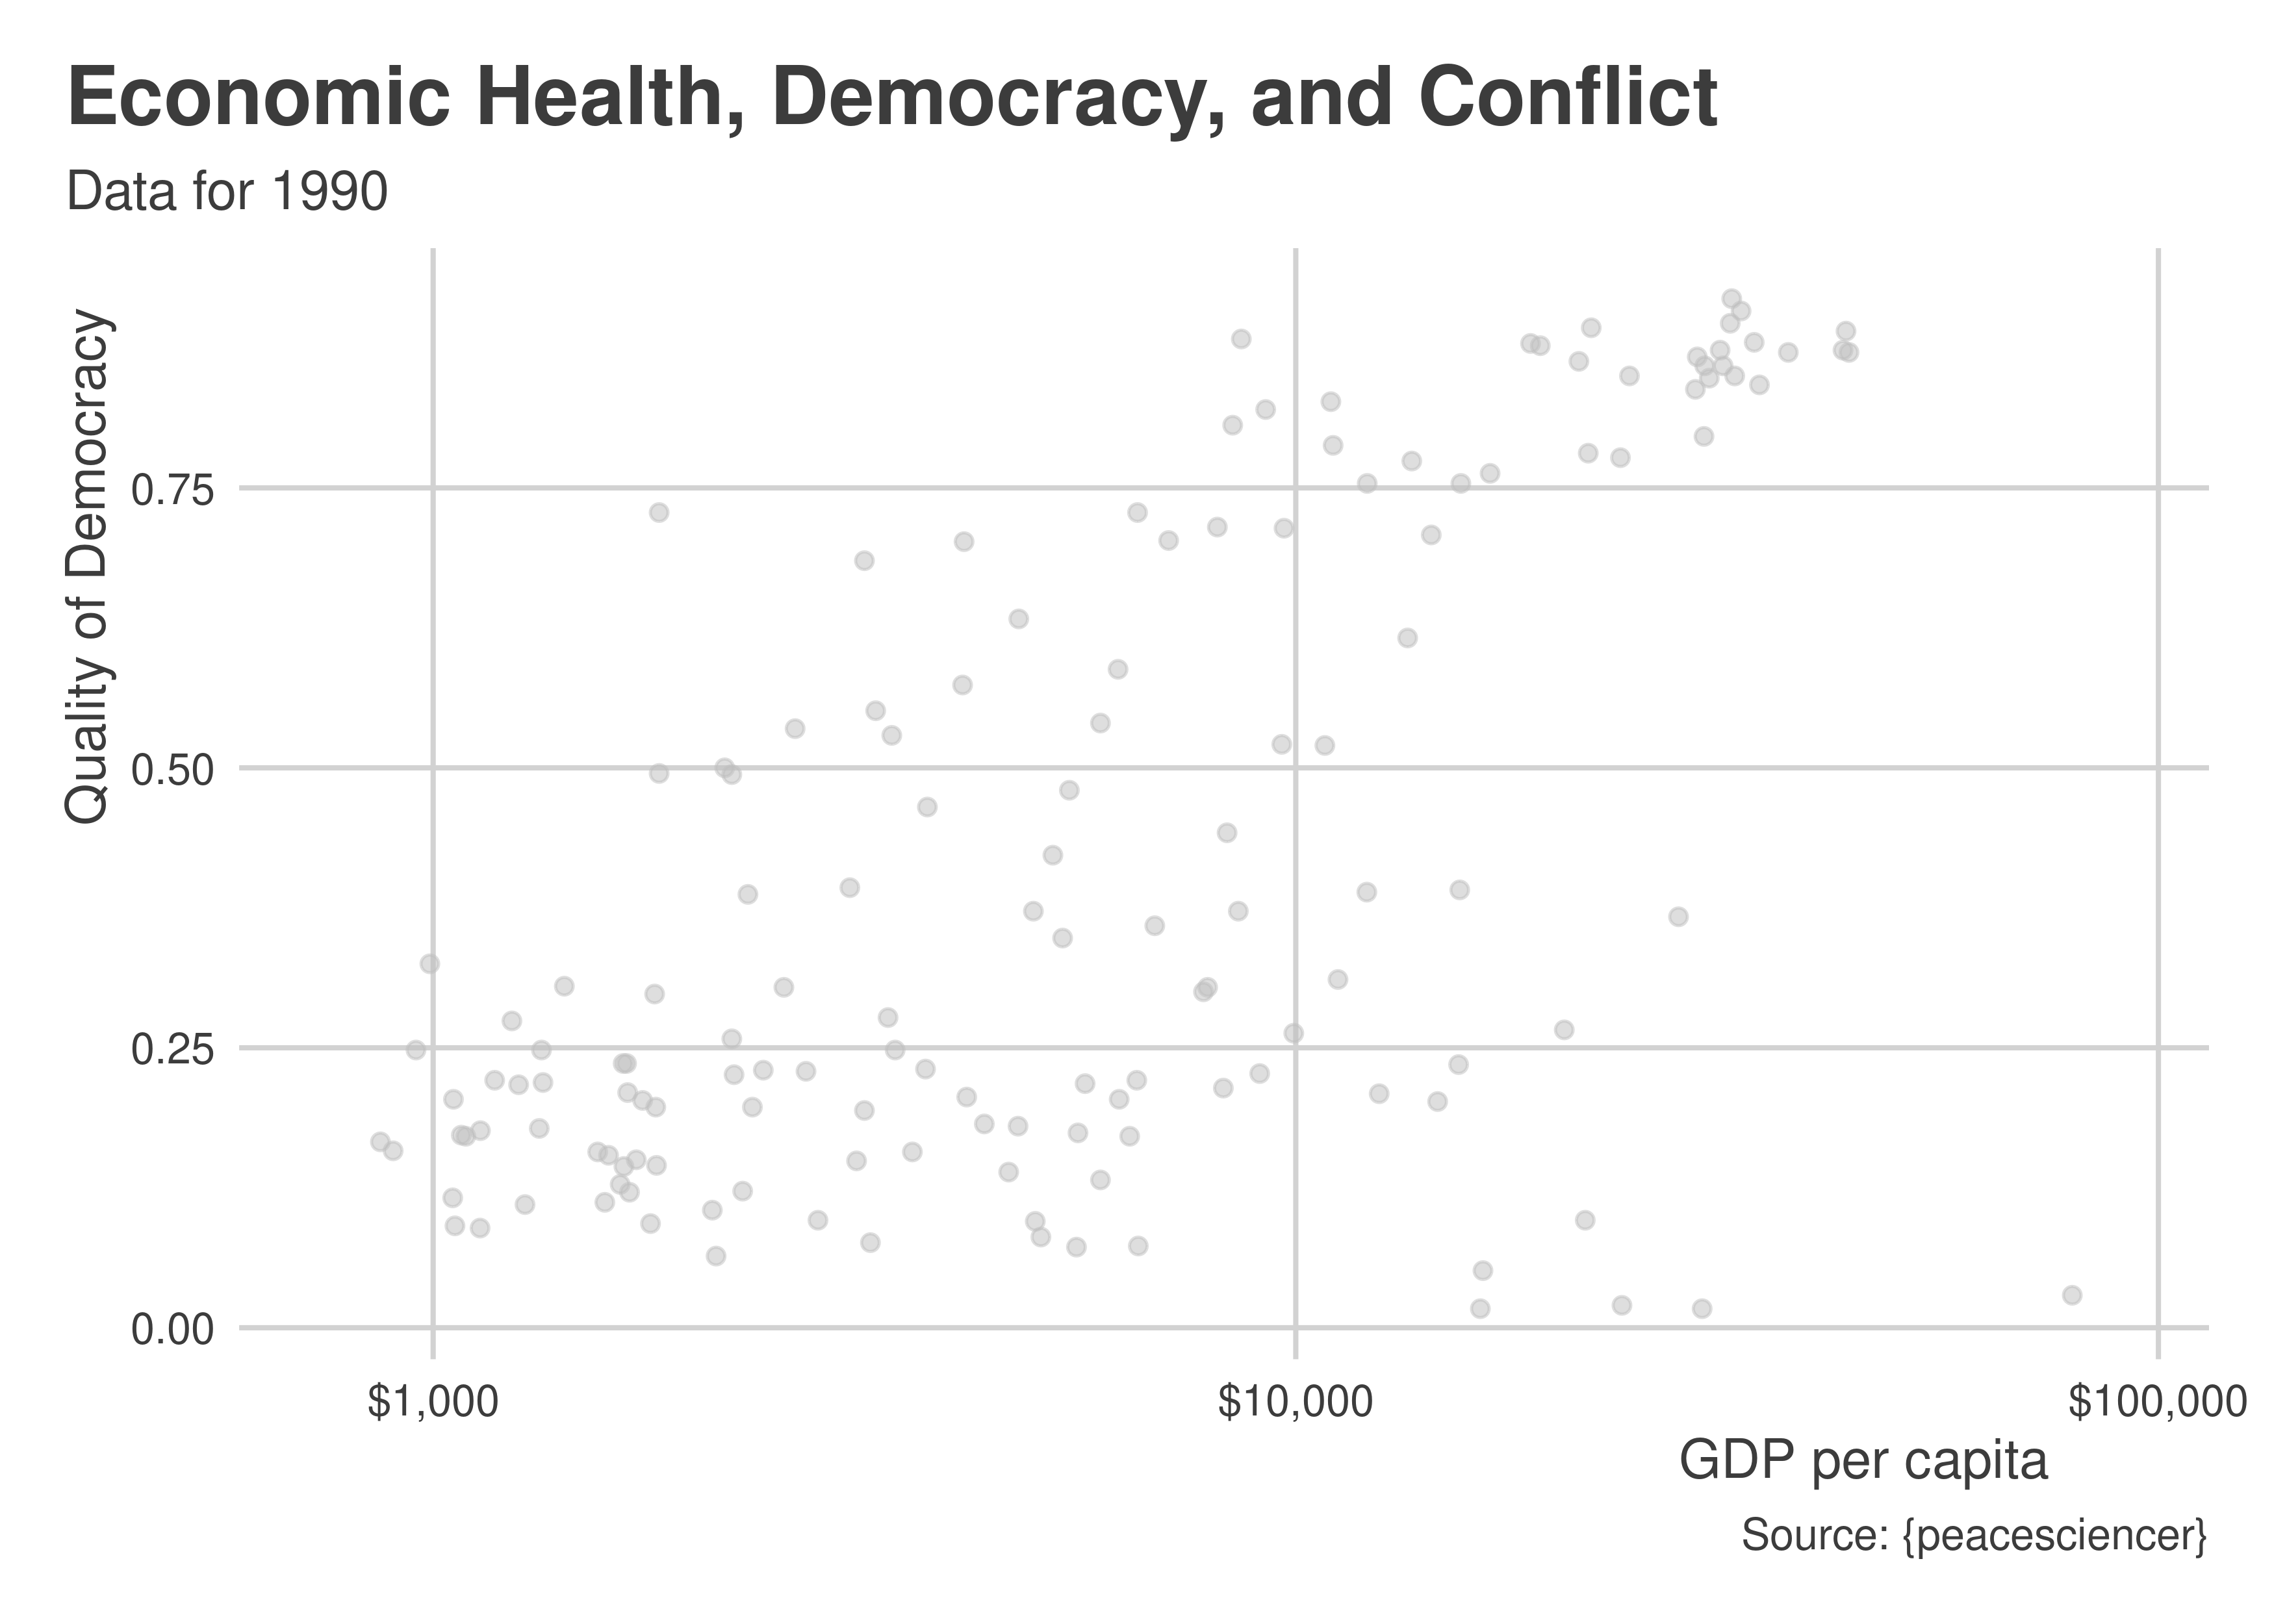 Economic Health, Democracy, and Conflict
Data for 1990
Quality of Democracy
0.75
0.50
0.25
0.00
$1,000
$10,000
$100,000
GDP per capita
Source: {peacesciencer}